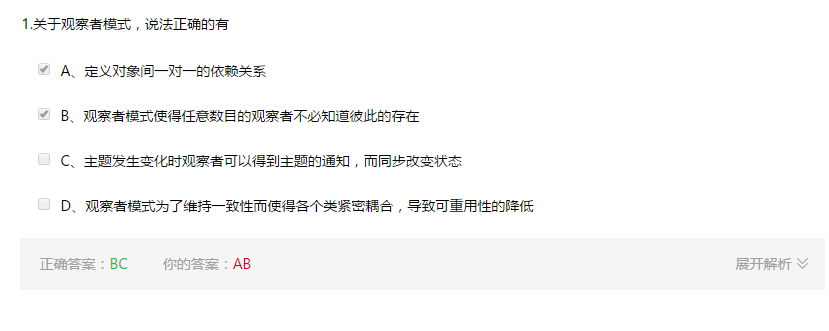 1.关于观察者模式，说法正确的有
A、定义对象间一对一的依赖关系
B、观察者模式使得任意数目的观察者不必知道彼此的存在
C、主题发生变化时观察者可以得到主题的通知，而同步改变状态
D、观察者模式为了维持一致性而使得各个类紧密耦合，导致可重用性的降低
正确答案：BC 你的答案：AB 展开解析